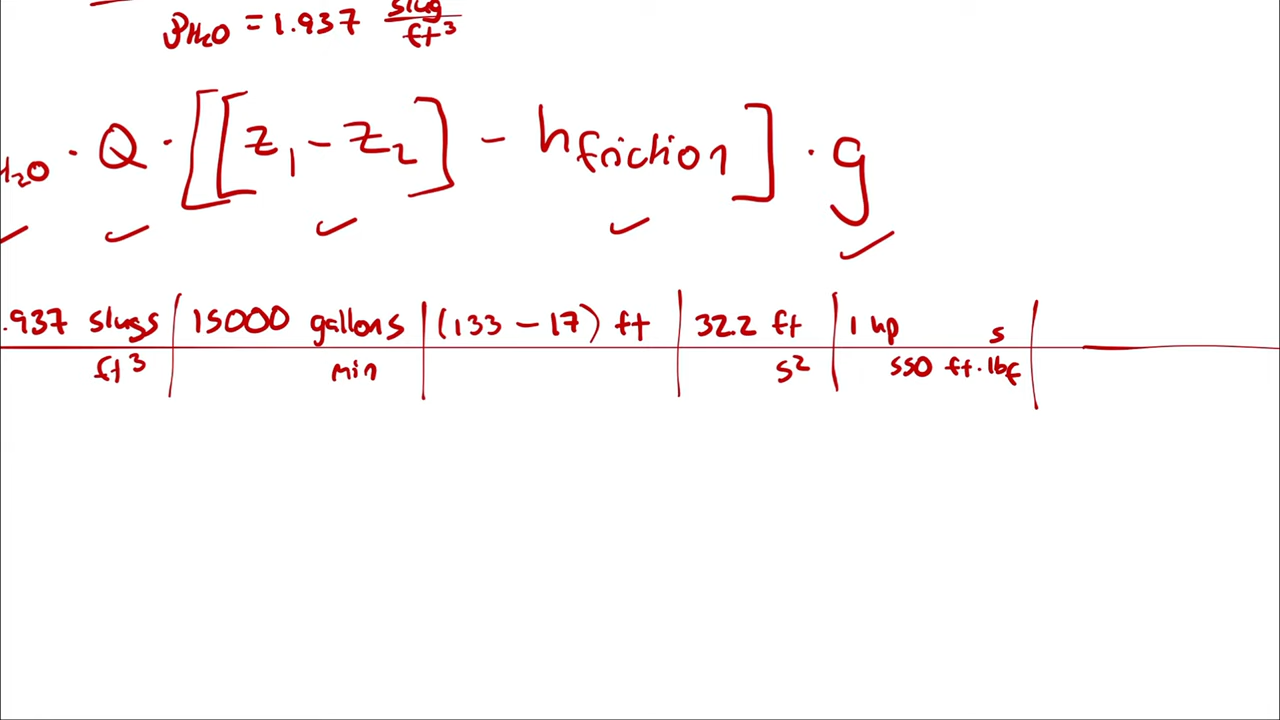 slug
ρH₂O = 1.937 ft³
H₂O · Q · [[z₁ - z₂] - hfriction] · g
.937 slugs | 15000 gallons | (133 - 17) ft | 32.2 ft | 1 hp s
ft³ | min | s² | 550 ft·lbf